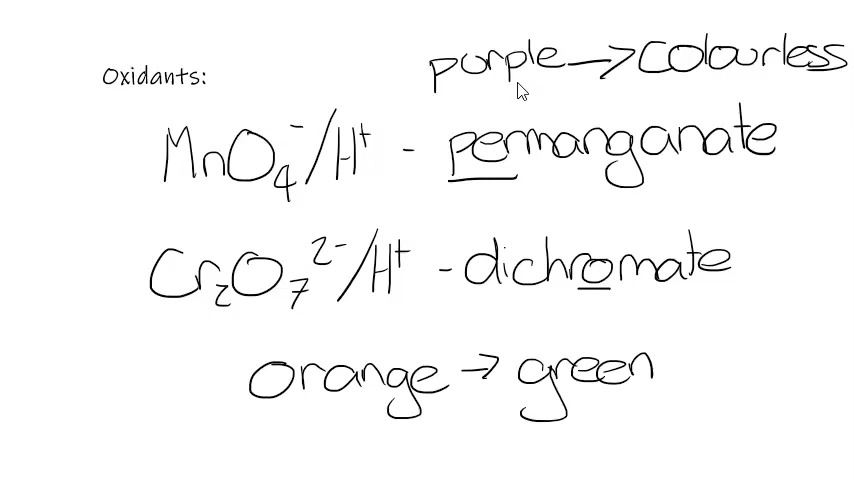 purple → colourless
Oxidants:
MnO₄⁻/H⁺ - permanganate
Cr₂O₇²⁻/H⁺ - dichromate
orange → green